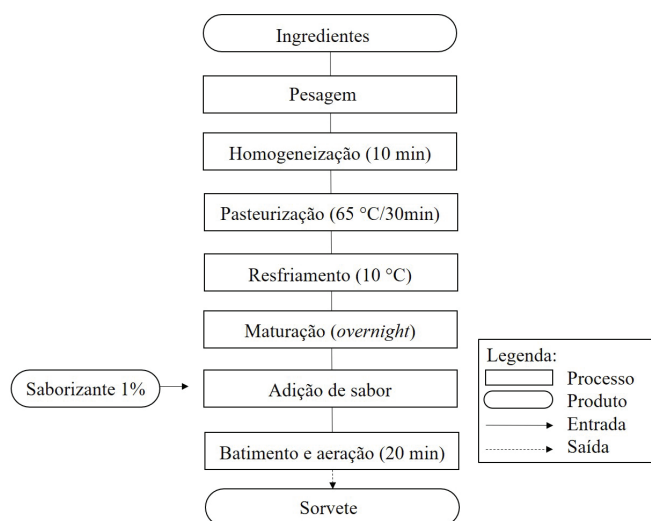 Ingredientes
Pesagem
Homogeneização (10 min)
Pasteurização (65 °C/30min)
Resfriamento (10 °C)
Maturação (overnight)
Saborizante 1%
Adição de sabor
Batimento e aeração (20 min)
Sorvete
Legenda:
Processo
Produto
Entrada
Saída